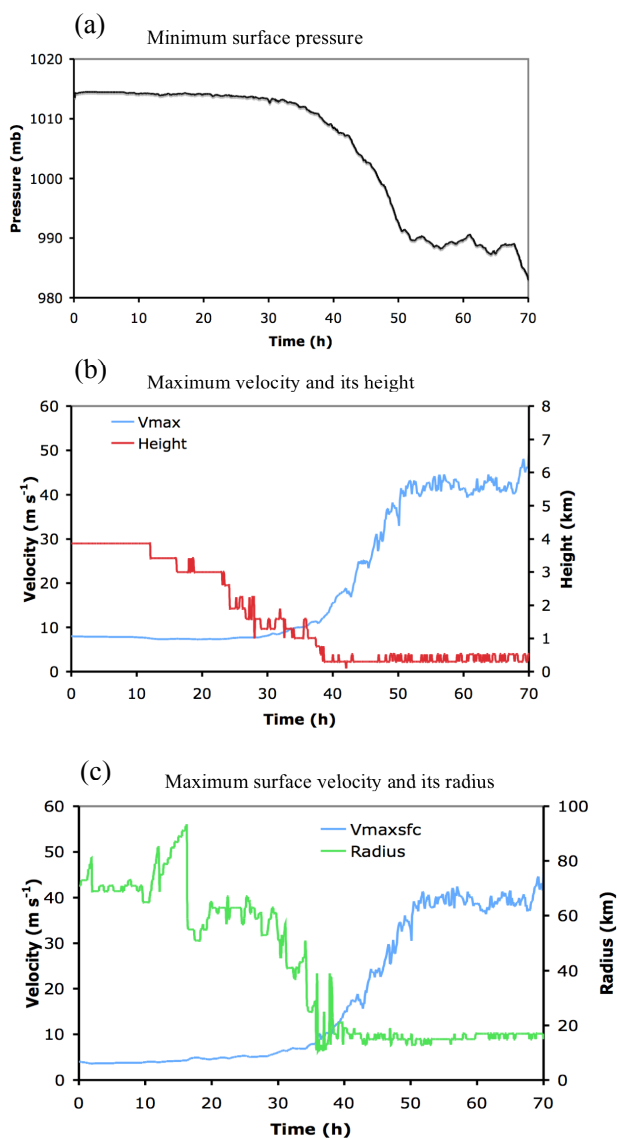 (a)
Minimum surface pressure
1020
1010
1000
990
980
Pressure (mb)
0 10 20 30 40 50 60 70
Time (h)
(b)
Maximum velocity and its height
60
50
40
30
20
10
0
Velocity (m s⁻¹)
Vmax
Height
8
7
6
5
4
3
2
1
0
Height (km)
0 10 20 30 40 50 60 70
Time (h)
(c)
Maximum surface velocity and its radius
60
50
40
30
20
10
0
Velocity (m s⁻¹)
Vmaxsfc
Radius
100
80
60
40
20
0
Radius (km)
0 10 20 30 40 50 60 70
Time (h)